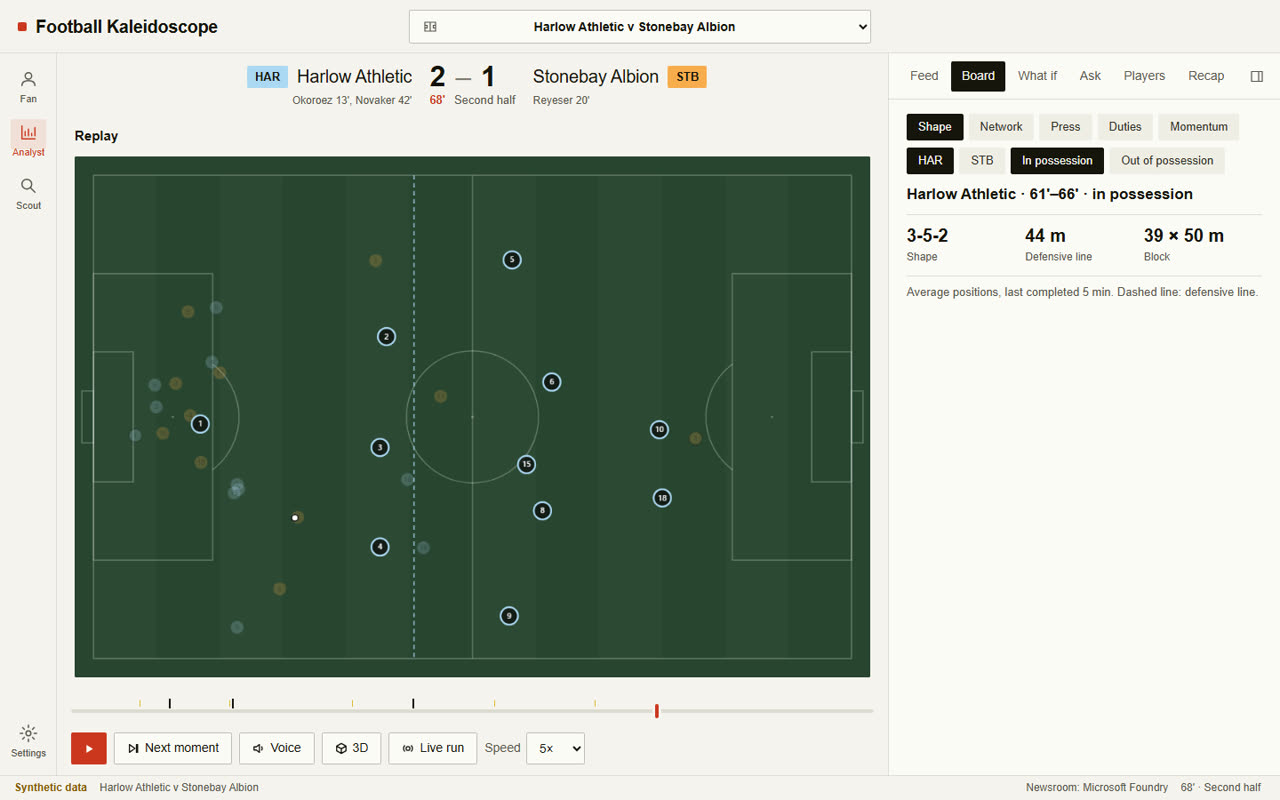 Football Kaleidoscope
Harlow Athletic v Stonebay Albion
Fan
Analyst
Scout
Settings
HAR Harlow Athletic 2 — 1 Stonebay Albion STB
Okoroez 13', Novaker 42' 68' Second half Reyeser 20'
Replay
5
2
6
1
10
3
15
18
8
4
9
Next moment Voice 3D Live run Speed 5x
Feed Board What if Ask Players Recap
Shape Network Press Duties Momentum
HAR STB In possession Out of possession
Harlow Athletic · 61'–66' · in possession
3-5-2 44 m 39 × 50 m
Shape Defensive line Block
Average positions, last completed 5 min. Dashed line: defensive line.
Synthetic data Harlow Athletic v Stonebay Albion Newsroom: Microsoft Foundry 68' · Second half